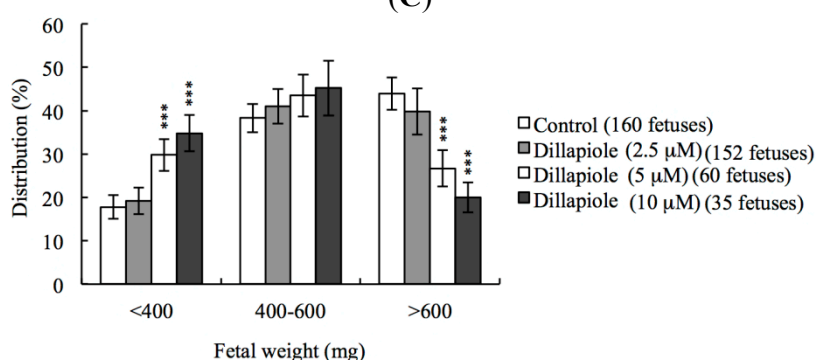 (C)
60
50
40
30
20
10
0
Distribution (%)
***
***
***
***
<400
400-600
>600
Fetal weight (mg)
Control (160 fetuses)
Dillapiole (2.5 μM) (152 fetuses)
Dillapiole (5 μM) (60 fetuses)
Dillapiole (10 μM) (35 fetuses)